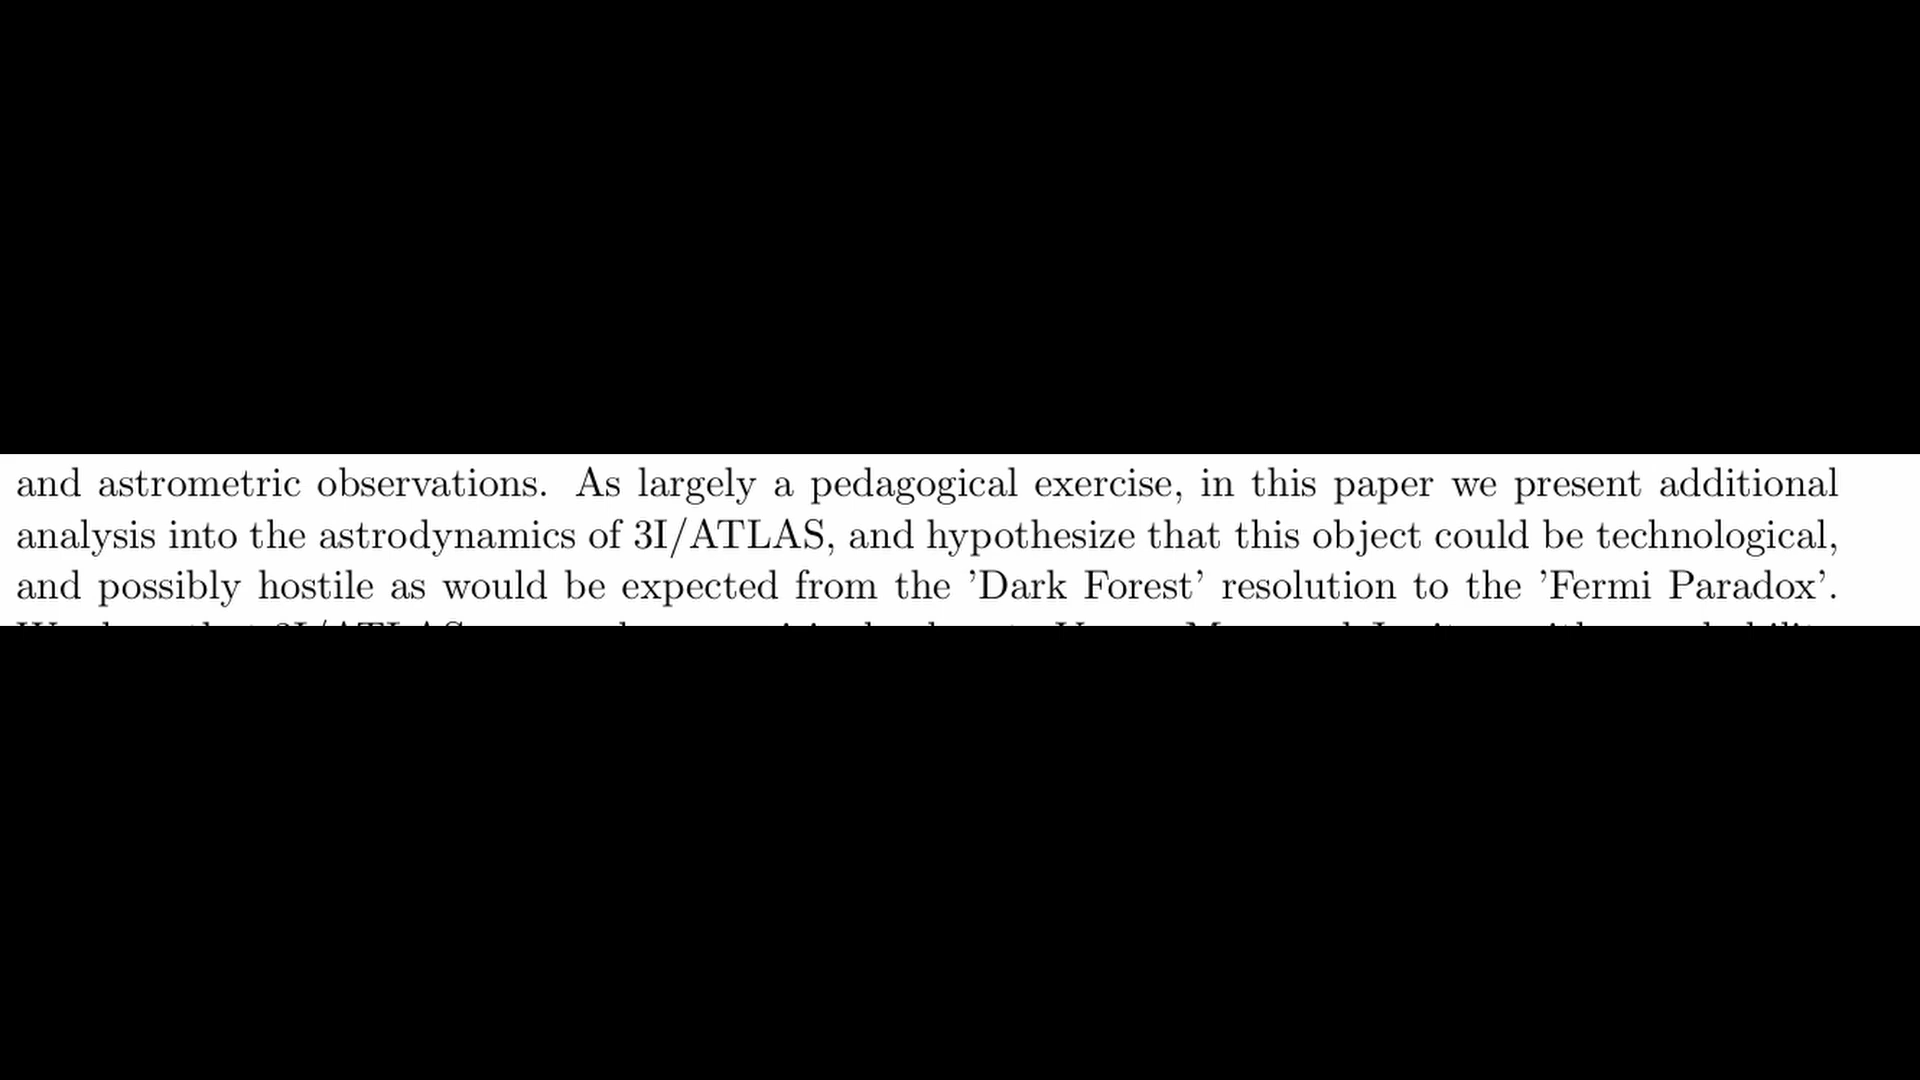 and astrometric observations. As largely a pedagogical exercise, in this paper we present additional
analysis into the astrodynamics of 3I/ATLAS, and hypothesize that this object could be technological,
and possibly hostile as would be expected from the ’Dark Forest’ resolution to the ’Fermi Paradox’.
3I/ATLAS